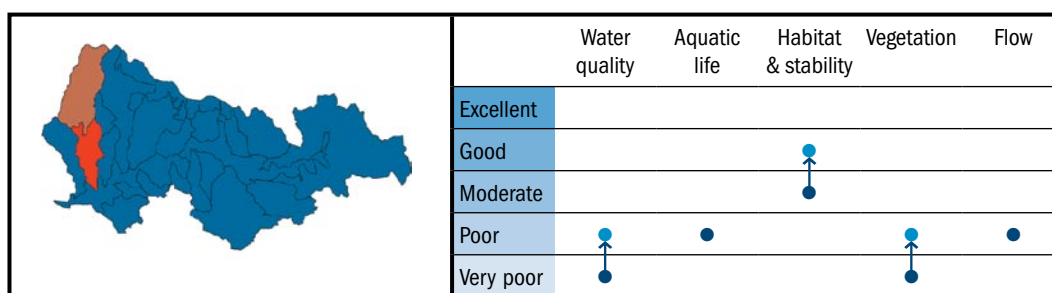 Water quality
Aquatic life
Habitat & stability
Vegetation
Flow
Excellent
Good
Moderate
Poor
Very poor